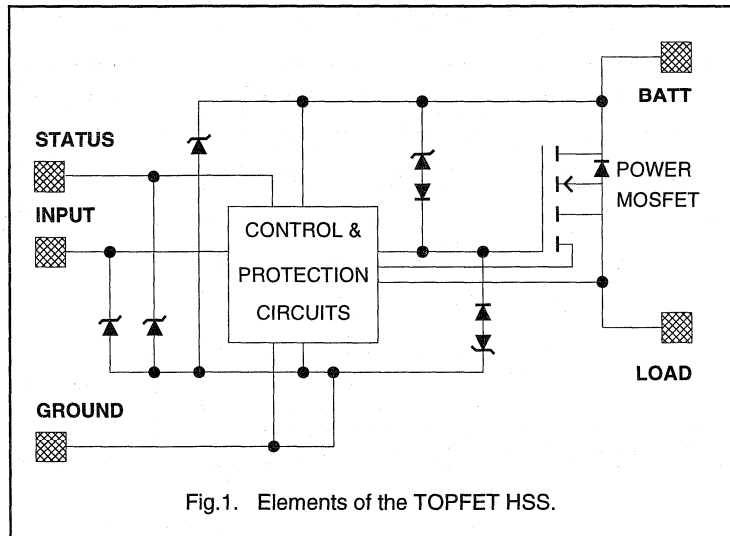 BATT
STATUS
POWER
MOSFET
INPUT
CONTROL &
PROTECTION
CIRCUITS
LOAD
GROUND
Fig.1. Elements of the TOPFET HSS.